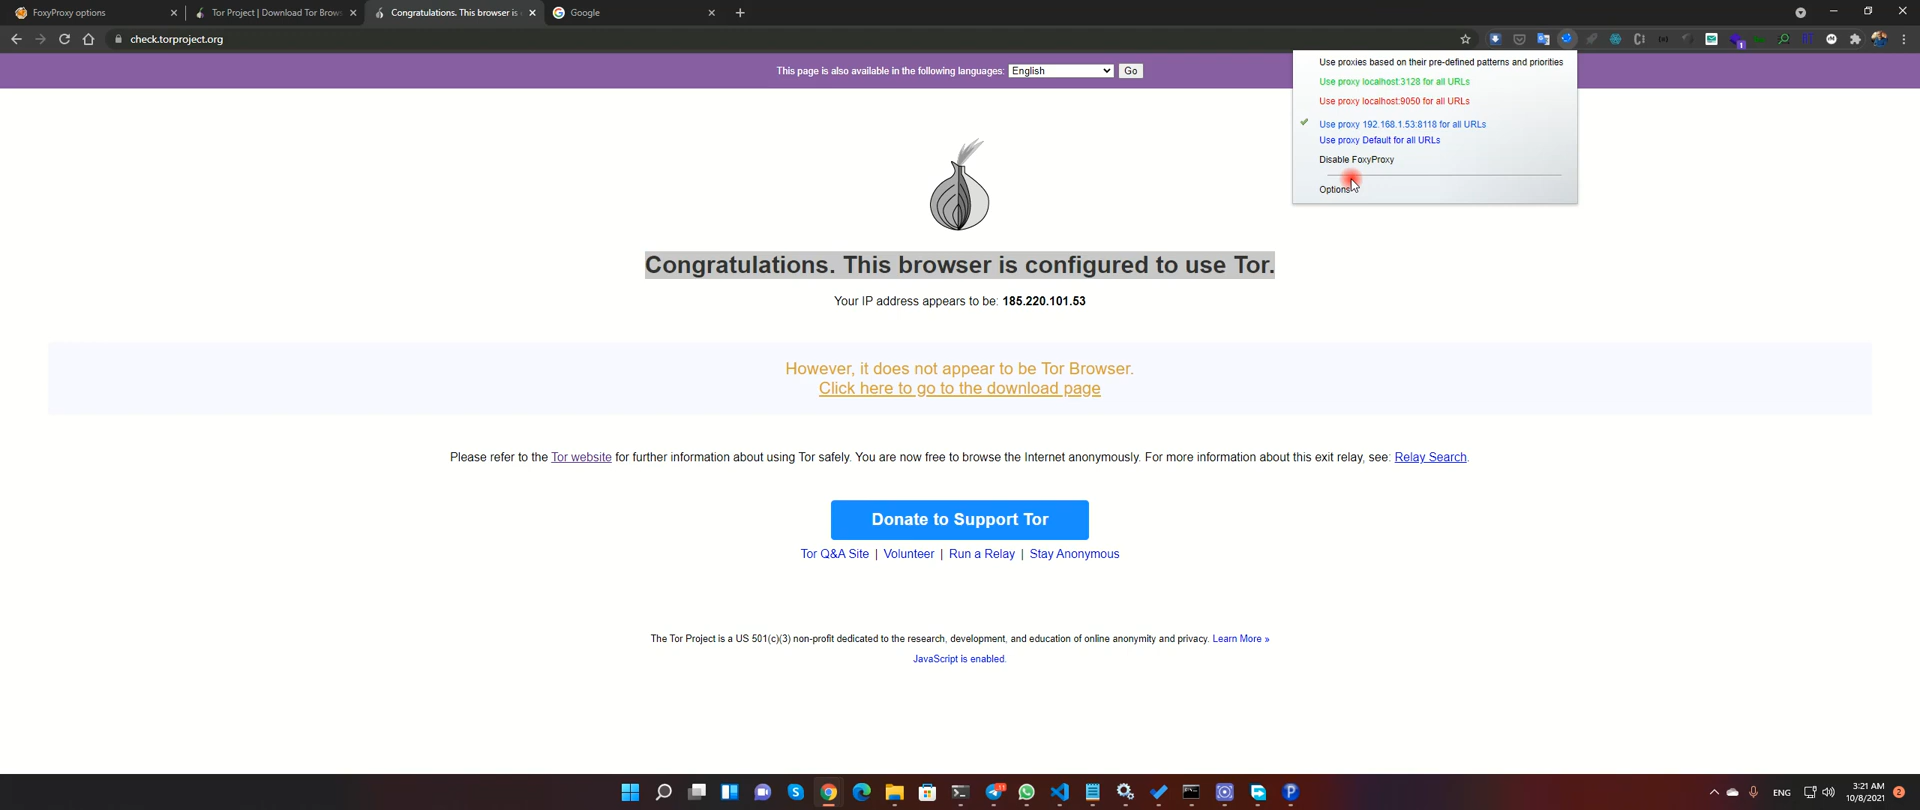 FoxyProxy options
Tor Project | Download Tor Brows
Congratulations. This browser is
Google
check.torproject.org
This page is also available in the following languages: English Go
Use proxies based on their pre-defined patterns and priorities
Use proxy localhost:3128 for all URLs
Use proxy localhost:9050 for all URLs
Use proxy 192.168.1.53:8118 for all URLs
Use proxy Default for all URLs
Disable FoxyProxy
Options
Congratulations. This browser is configured to use Tor.
Your IP address appears to be: 185.220.101.53
However, it does not appear to be Tor Browser.
Click here to go to the download page
Please refer to the Tor website for further information about using Tor safely. You are now free to browse the Internet anonymously. For more information about this exit relay, see: Relay Search.
Donate to Support Tor
Tor Q&A Site | Volunteer | Run a Relay | Stay Anonymous
The Tor Project is a US 501(c)(3) non-profit dedicated to the research, development, and education of online anonymity and privacy. Learn More »
JavaScript is enabled.
ENG
3:21 AM
10/8/2021
2